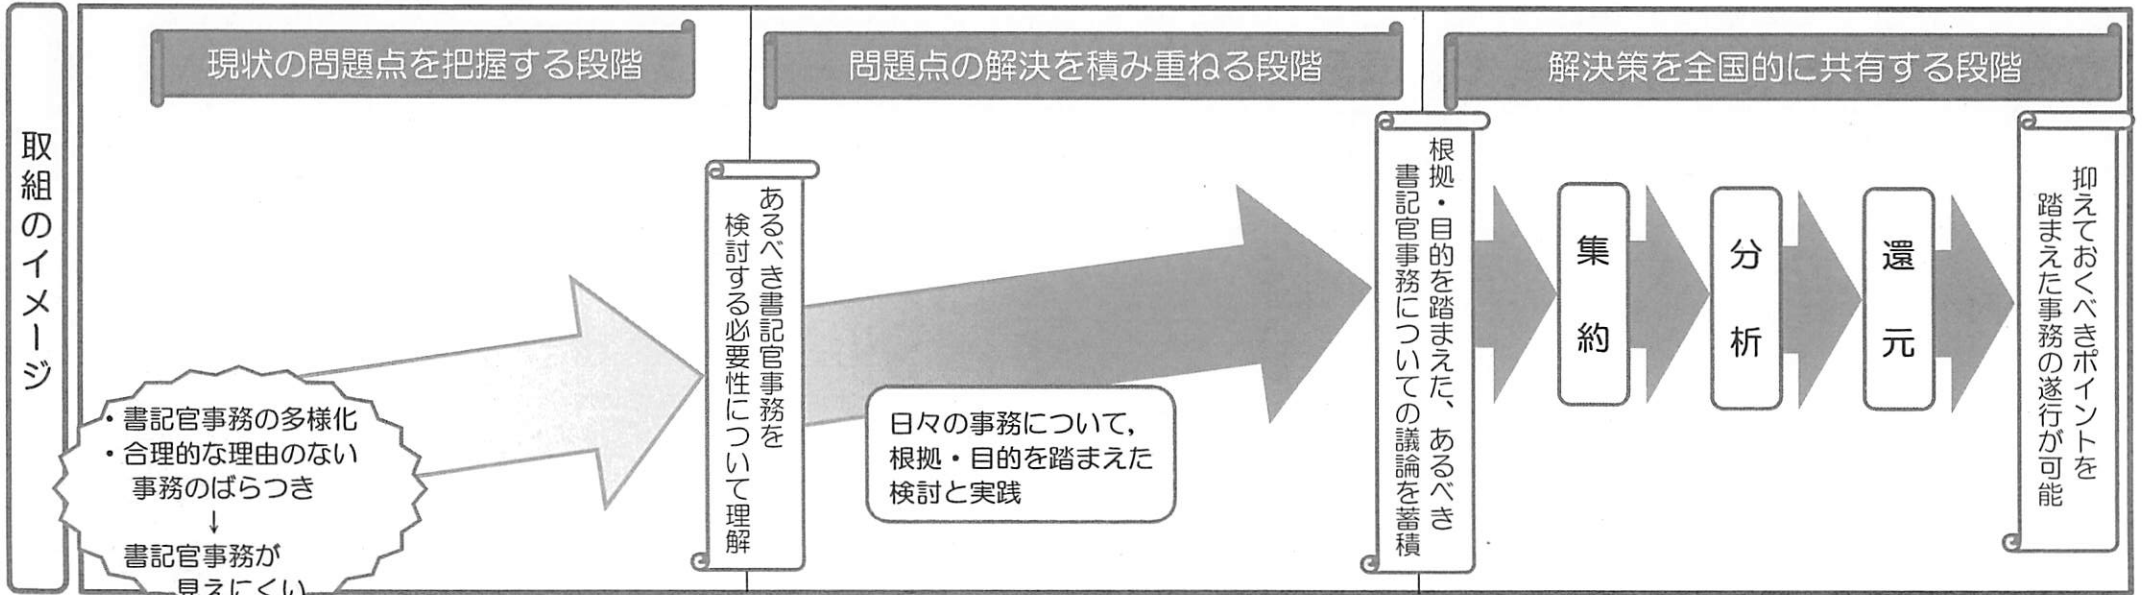 取組のイメージ
現状の問題点を把握する段階
・書記官事務の多様化
・合理的な理由のない
事務のばらつき
↓
書記官事務が
見えにくい
あるべき書記官事務を
検討する必要性について理解
問題点の解決を積み重ねる段階
日々の事務について，
根拠・目的を踏まえた
検討と実践
根拠・目的を踏まえた、あるべき
書記官事務についての議論を蓄積
解決策を全国的に共有する段階
集約
分析
還元
抑えておくべきポイントを
踏まえた事務の遂行が可能